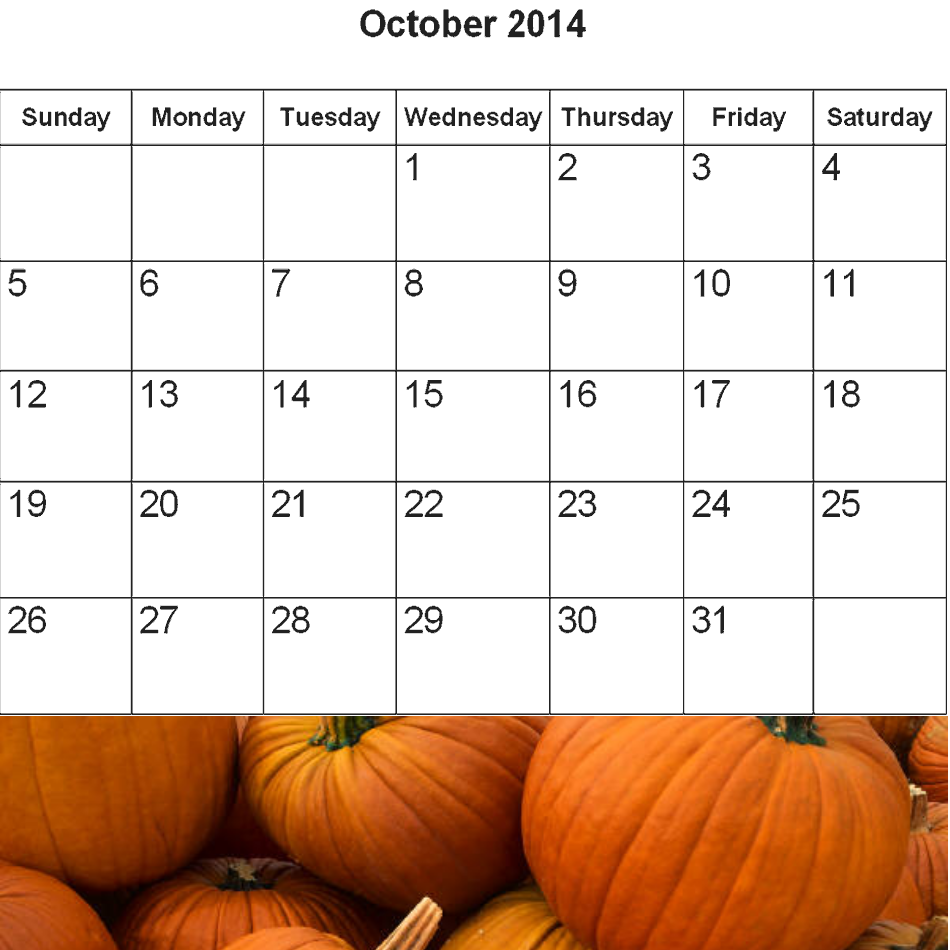 October 2014
Sunday Monday Tuesday Wednesday Thursday Friday Saturday
1 2 3 4
5 6 7 8 9 10 11
12 13 14 15 16 17 18
19 20 21 22 23 24 25
26 27 28 29 30 31